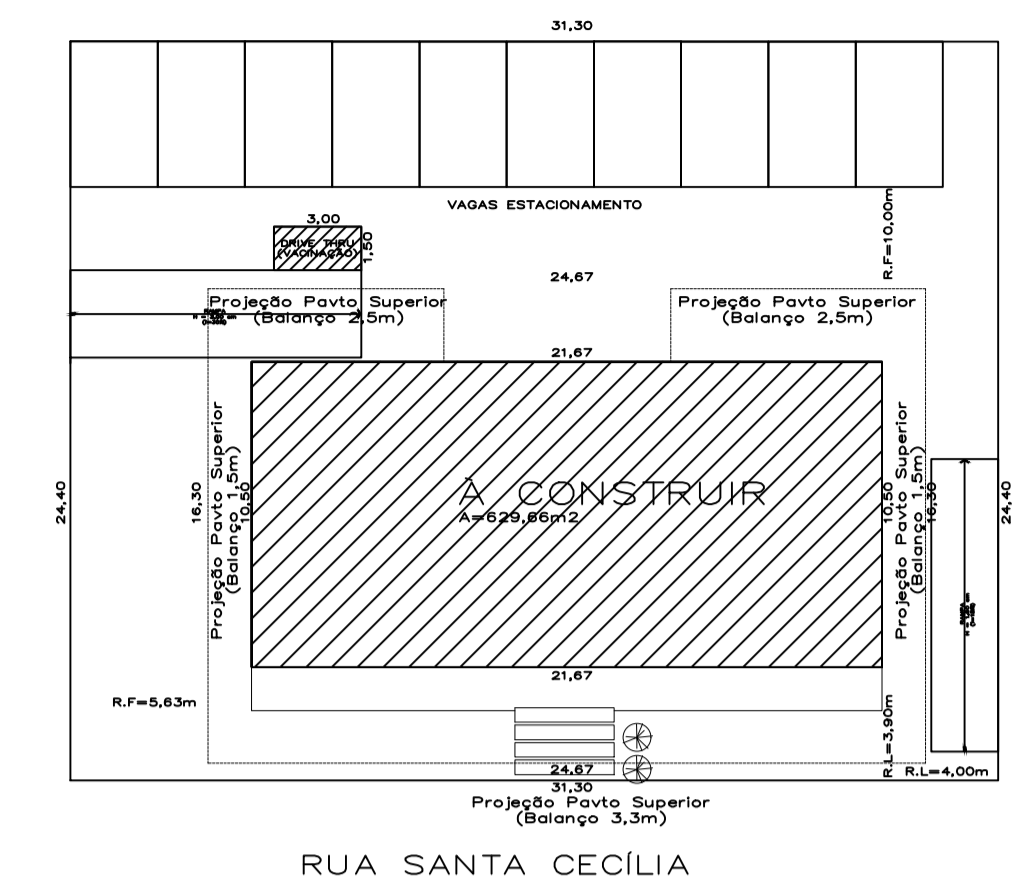 31,30
VAGAS ESTACIONAMENTO
R.F=10,00m
3,00
1,50
DRIVE THRU
(VACINAÇÃO)
24,67
Projeção Pavto Superior
(Balanço 2,5m)
Projeção Pavto Superior
(Balanço 2,5m)
21,67
24,40
16,30
Projeção Pavto Superior
(Balanço 1,5m)
10,50
À CONSTRUIR
A=629,66m2
10,50
Projeção Pavto Superior
(Balanço 1,5m)
16,30
24,40
21,67
R.F=5,63m
R.L=3,90m
R.L=4,00m
24,67
31,30
Projeção Pavto Superior
(Balanço 3,3m)
RUA SANTA CECÍLIA